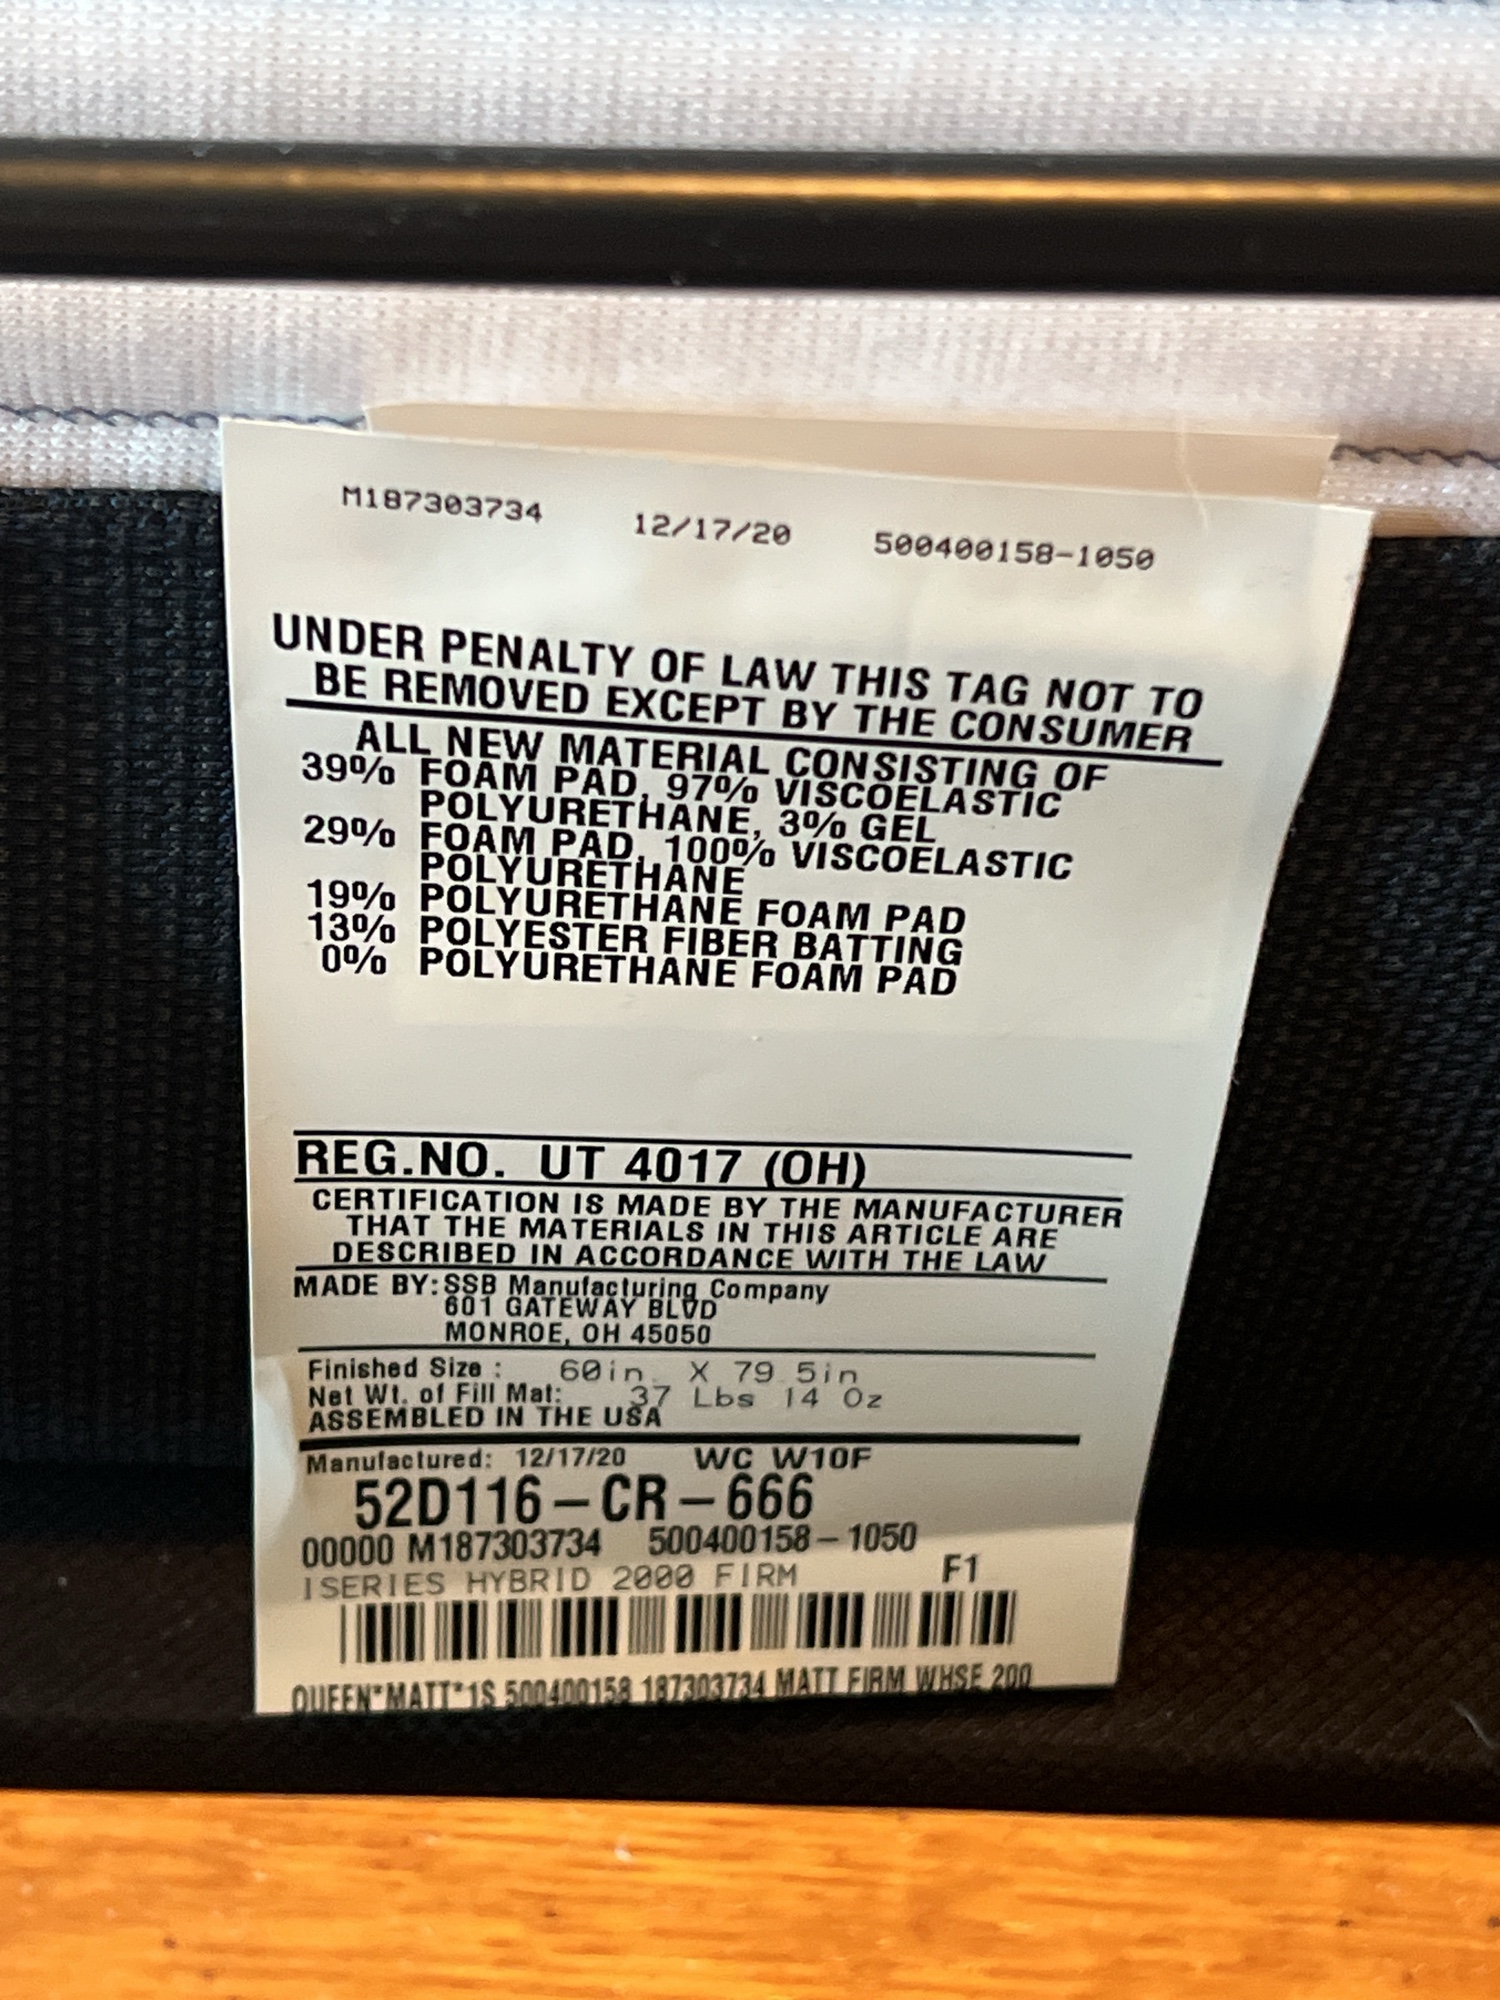 M187303734 12/17/20 500400158-1050
UNDER PENALTY OF LAW THIS TAG NOT TO
BE REMOVED EXCEPT BY THE CONSUMER
ALL NEW MATERIAL CONSISTING OF
39% FOAM PAD, 97% VISCOELASTIC
POLYURETHANE, 3% GEL
29% FOAM PAD, 100% VISCOELASTIC
POLYURETHANE
19% POLYURETHANE FOAM PAD
13% POLYESTER FIBER BATTING
0% POLYURETHANE FOAM PAD
REG.NO. UT 4017 (OH)
CERTIFICATION IS MADE BY THE MANUFACTURER
THAT THE MATERIALS IN THIS ARTICLE ARE
DESCRIBED IN ACCORDANCE WITH THE LAW
MADE BY: SSB Manufacturing Company
601 GATEWAY BLVD
MONROE, OH 45050
Finished Size : 60in. X 79.5in
Net Wt. of Fill Mat: 37 Lbs 14 Oz
ASSEMBLED IN THE USA
Manufactured: 12/17/20 WC W10F
52D116-CR-666
00000 M187303734 500400158-1050
ISERIES HYBRID 2000 FIRM F1
QUEEN*MATT*1S 500400158 187303734 MATT FIRM WHSE 200